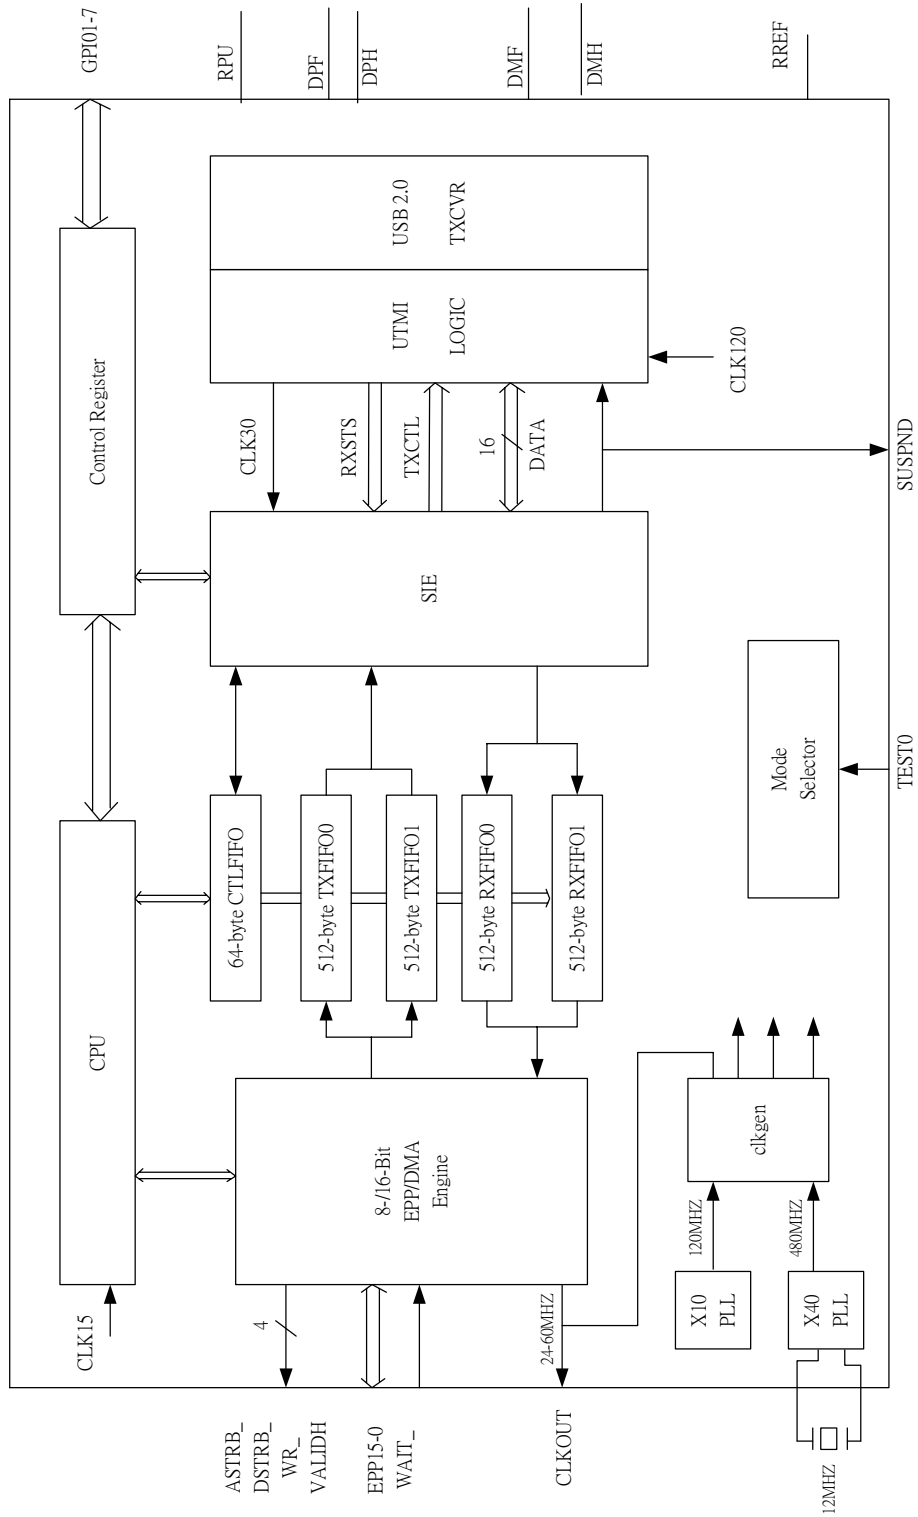 GPI01-7
CLK15
CPU
Control Register
RPU
ASTRB_
DSTRB_
WR_
VALIDH
4
64-byte CTLFIFO
CLK30
DPF
512-byte TXFIFO0
RXSTS
DPH
EPP15-0
WAIT_
8-/16-Bit
EPP/DMA
Engine
512-byte TXFIFO1
SIE
TXCTL
UTMI
LOGIC
USB 2.0
TXCVR
512-byte RXFIFO0
16
DATA
DMF
CLKOUT
24-60MHZ
512-byte RXFIFO1
DMH
X10
PLL
120MHZ
clkgen
CLK120
12MHZ
X40
PLL
480MHZ
Mode
Selector
RREF
TEST0
SUSPND